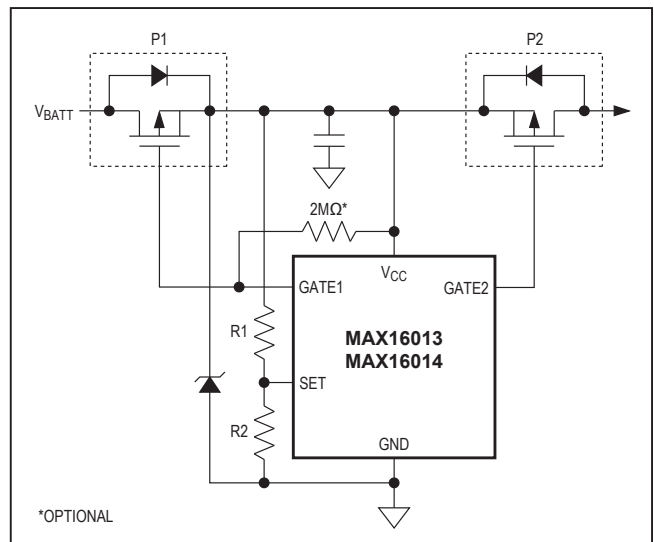 P1
P2
VBATT
2MΩ*
VCC
GATE1
GATE2
R1
MAX16013
MAX16014
SET
R2
GND
*OPTIONAL